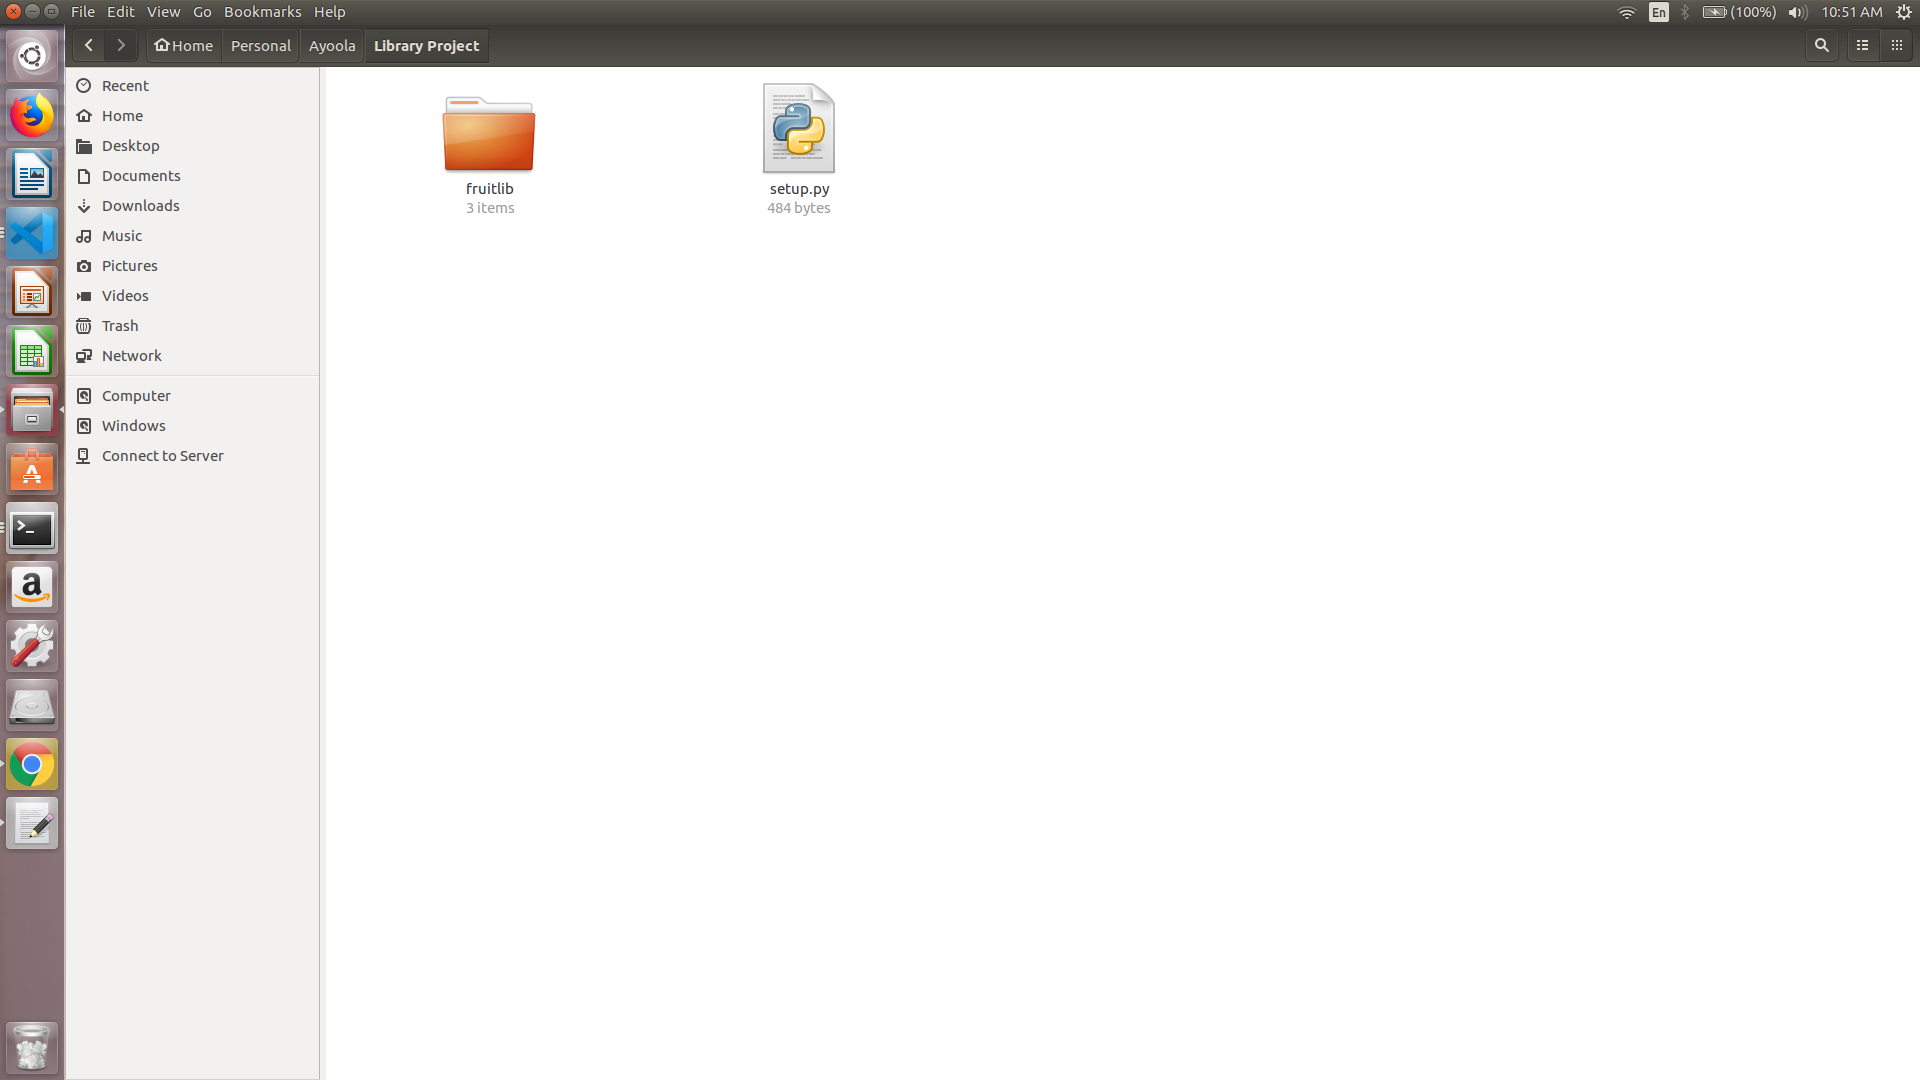 File Edit View Go Bookmarks Help
En (100%) 10:51 AM
Home Personal Ayoola Library Project
Recent
Home
Desktop
Documents
Downloads
Music
Pictures
Videos
Trash
Network
Computer
Windows
Connect to Server
fruitlib
3 items
setup.py
484 bytes